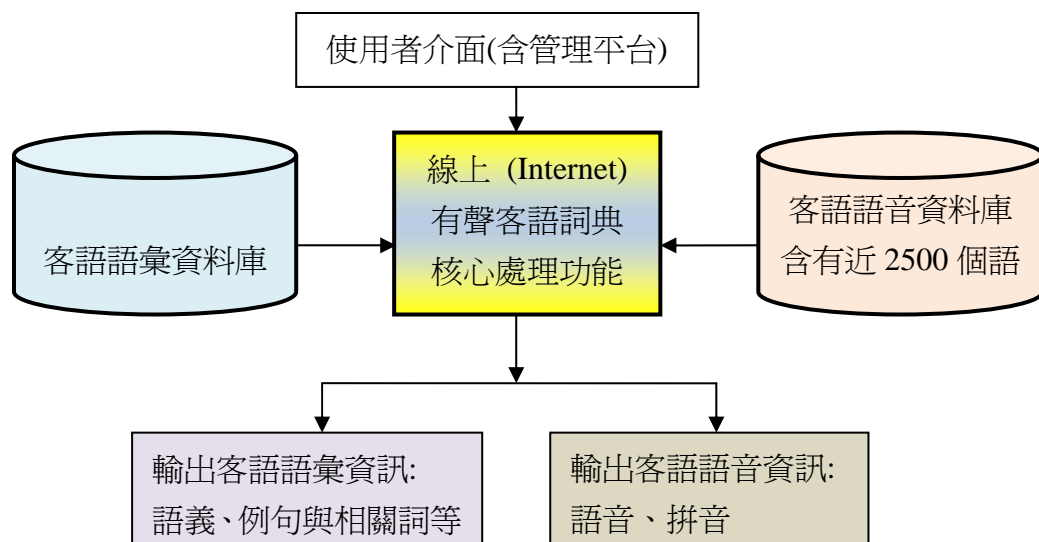 使用者介面(含管理平台)
客語語彙資料庫
線上 (Internet)
有聲客語詞典
核心處理功能
客語語音資料庫
含有近 2500 個語
輸出客語語彙資訊:
語義、例句與相關詞等
輸出客語語音資訊:
語音、拼音